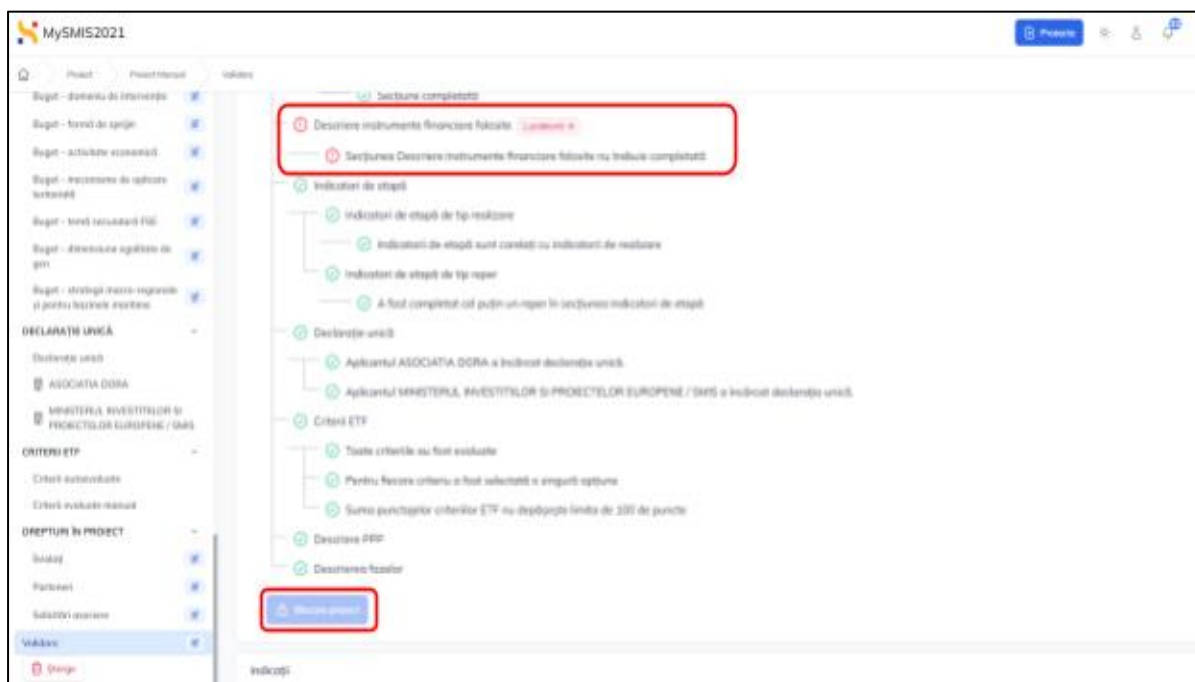 MySMIS2021
Proiecte
Proiect
Proiect Manual
Validare
Buget - domeniu de intervenție
Buget - formă de sprijin
Buget - activitate economică
Buget - mecanisme de aplicare
teritorială
Buget - temă secundară FSE
Buget - dimensiune egalitate de
gen
Buget - strategii macro-regionale
și pentru bazinele maritime
DECLARAȚIE UNICĂ
Declarație unică
ASOCIATIA DORA
MINISTERUL INVESTITIILOR SI
PROIECTELOR EUROPENE / SMIS
CRITERII ETF
Criterii autoevaluate
Criterii evaluate manual
DREPTURI ÎN PROIECT
Invitați
Parteneri
Solicitări asociere
Validare
Șterge
Secțiune completată
Descriere instrumente financiare folosite
Secțiunea Descriere instrumente financiare folosite nu trebuie completată
Indicatori de etapă
Indicatori de etapă de tip realizare
Indicatorii de etapă sunt corelați cu indicatorii de realizare
Indicatori de etapă de tip reper
A fost completat cel puțin un reper în secțiunea indicatori de etapă
Declarație unică
Aplicantul ASOCIATIA DORA a încărcat declarația unică.
Aplicantul MINISTERUL INVESTITIILOR SI PROIECTELOR EUROPENE / SMIS a încărcat declarația unică.
Criterii ETF
Toate criteriile au fost evaluate
Pentru fiecare criteriu a fost selectată o singură opțiune
Suma punctajelor criteriilor ETF nu depășește limita de 100 de puncte
Descriere PPP
Descrierea fazelor
Blocare proiect
Indicații